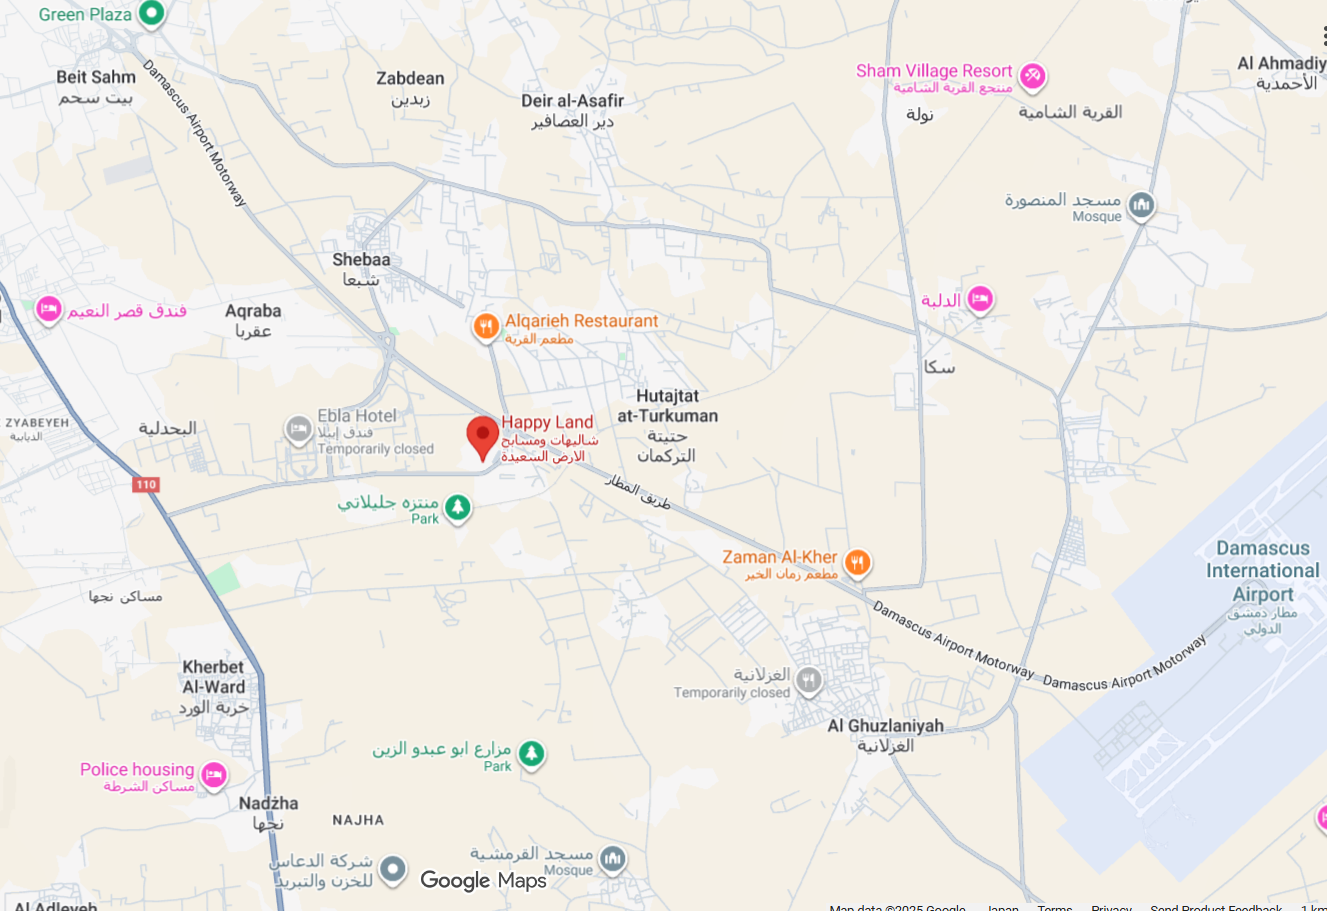 Green Plaza
Beit Sahm
بيت سحم
Damascus Airport Motorway
Zabdean
زبدين
Deir al-Asafir
دير العصافير
Sham Village Resort
منتجع القرية الشامية
نولة
القرية الشامية
Al Ahmadiy
الأحمدية
مسجد المنصورة
Mosque
Shebaa
شبعا
فندق قصر النعيم
Aqraba
عقربا
Alqarieh Restaurant
مطعم القرية
الدلبة
سكا
Hutajtat
at-Turkuman
حتيتة
التركمان
ZYABEYEH
الذيابية
البحدلية
Ebla Hotel
فندق إيبلا
Temporarily closed
Happy Land
شاليهات ومسابح
الارض السعيدة
110
منتزه جليلاتي
Park
طريق المطار
Zaman Al-Kher
مطعم زمان الخير
Damascus
International
Airport
مطار دمشق
الدولي
مساكن نجها
Damascus Airport Motorway
Damascus Airport Motorway
Kherbet
Al-Ward
خربة الورد
الغزلانية
Temporarily closed
Al Ghuzlaniyah
الغزلانية
مزارع ابو عبدو الزين
Park
Police housing
مساكن الشرطة
Nadżha
نجها
NAJHA
شركة الدعاس
للخزن والتبريد
مسجد القرمشية
Mosque
Google Maps
Al Adleyeh
Map data ©2025 Google Japan Terms Privacy Send Product Feedback 1 km